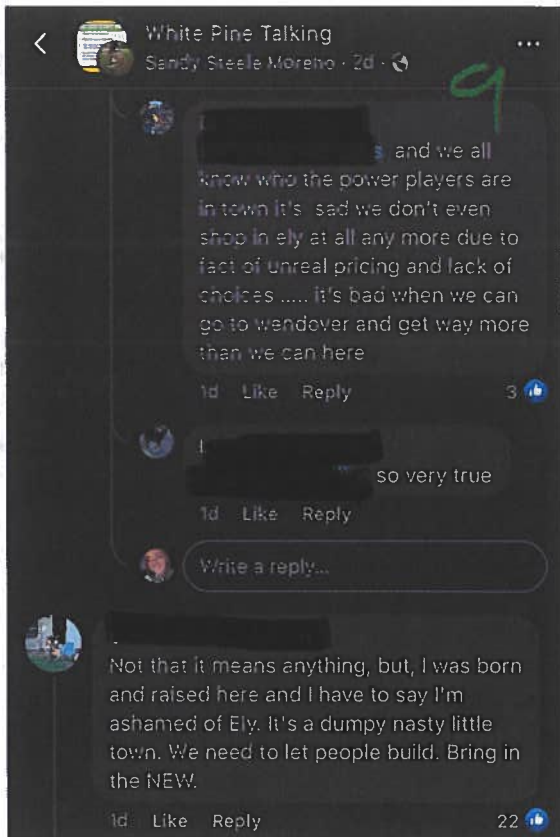 White Pine Talking
Sandy Steele Moreno · 2d ·
9
s and we all
know who the power players are
in town it's sad we don't even
shop in ely at all any more due to
fact of unreal pricing and lack of
choices ..... it's bad when we can
go to wendover and get way more
than we can here
1d Like Reply 3
so very true
1d Like Reply
Write a reply...
Not that it means anything, but, I was born
and raised here and I have to say I'm
ashamed of Ely. It's a dumpy nasty little
town. We need to let people build. Bring in
the NEW.
1d Like Reply 22